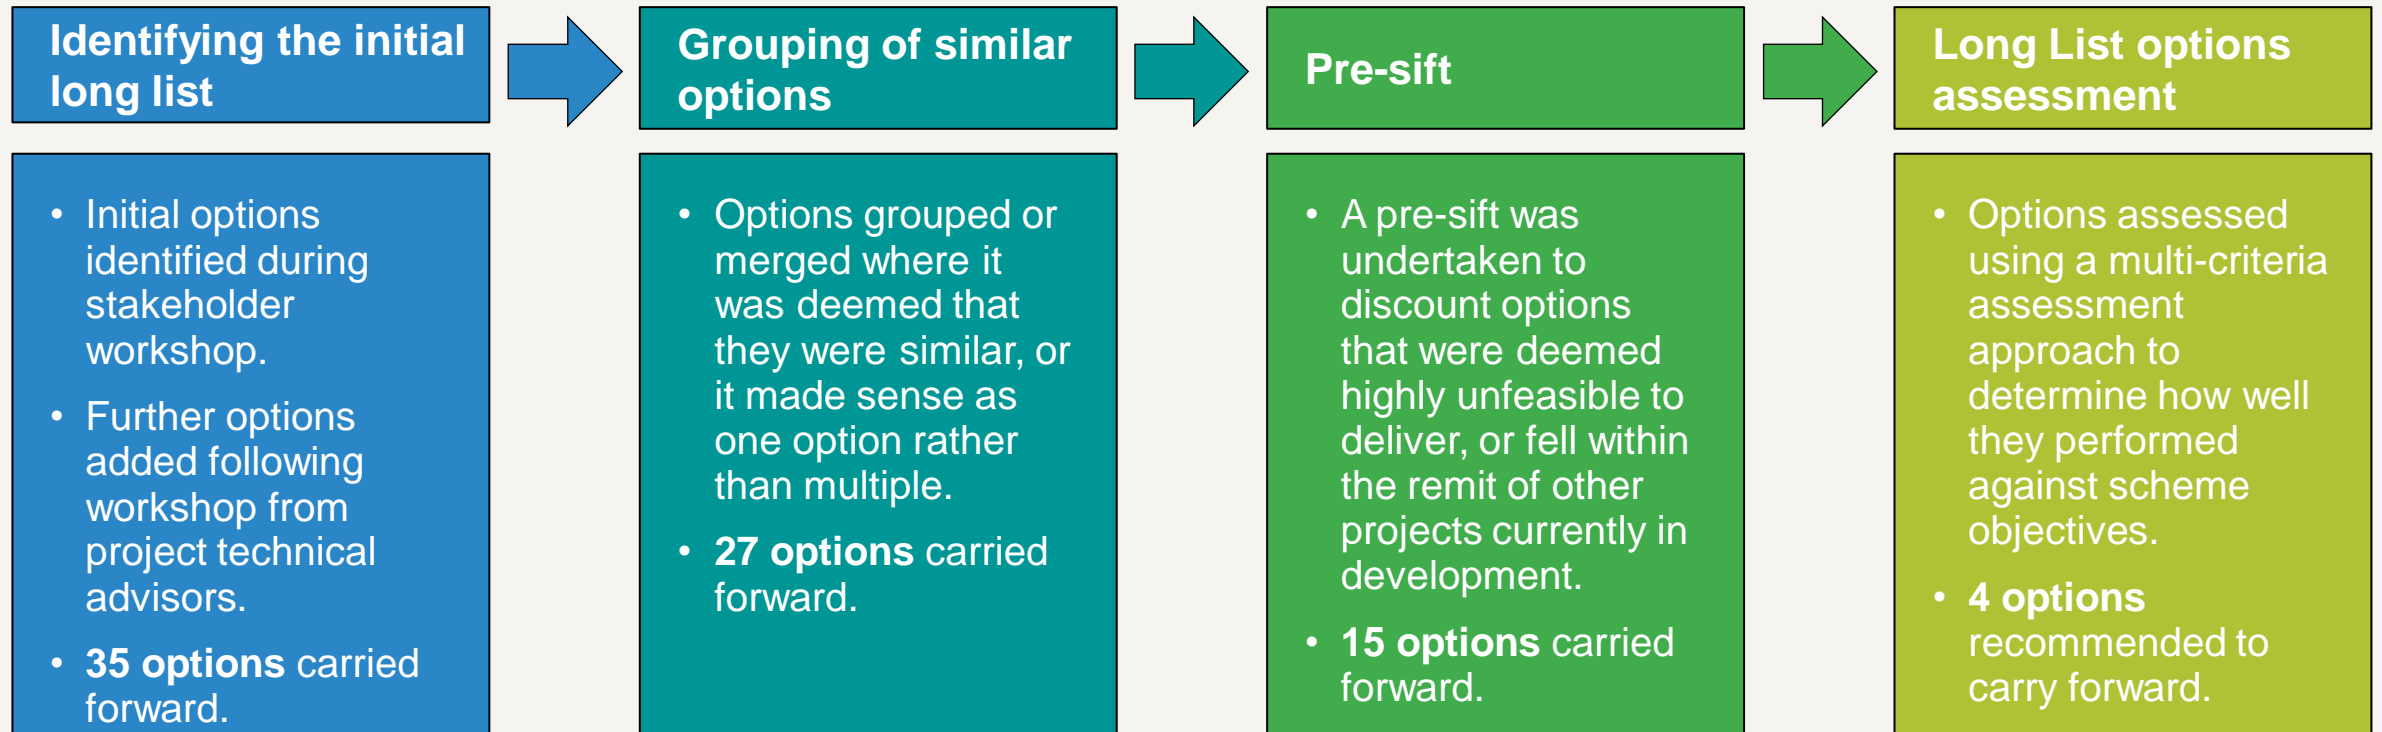 Identifying the initial
long list
• Initial options
identified during
stakeholder
workshop.
• Further options
added following
workshop from
project technical
advisors.
• 35 options carried
forward.
Grouping of similar
options
• Options grouped or
merged where it
was deemed that
they were similar, or
it made sense as
one option rather
than multiple.
• 27 options carried
forward.
Pre-sift
• A pre-sift was
undertaken to
discount options
that were deemed
highly unfeasible to
deliver, or fell within
the remit of other
projects currently in
development.
• 15 options carried
forward.
Long List options
assessment
• Options assessed
using a multi-criteria
assessment
approach to
determine how well
they performed
against scheme
objectives.
• 4 options
recommended to
carry forward.